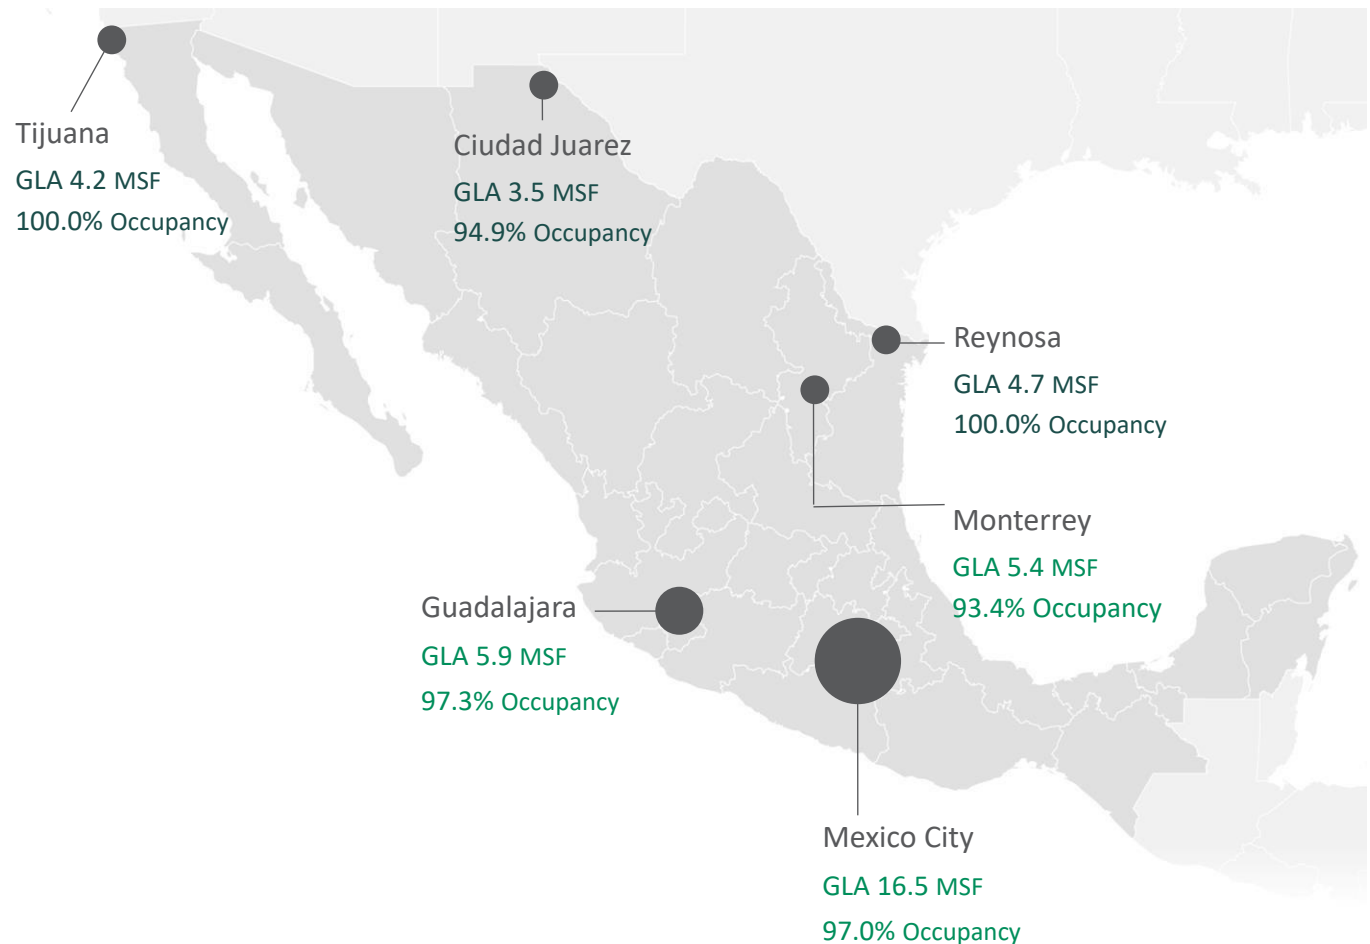 Tijuana
GLA 4.2 MSF
100.0% Occupancy
Ciudad Juarez
GLA 3.5 MSF
94.9% Occupancy
Reynosa
GLA 4.7 MSF
100.0% Occupancy
Monterrey
GLA 5.4 MSF
93.4% Occupancy
Guadalajara
GLA 5.9 MSF
97.3% Occupancy
Mexico City
GLA 16.5 MSF
97.0% Occupancy